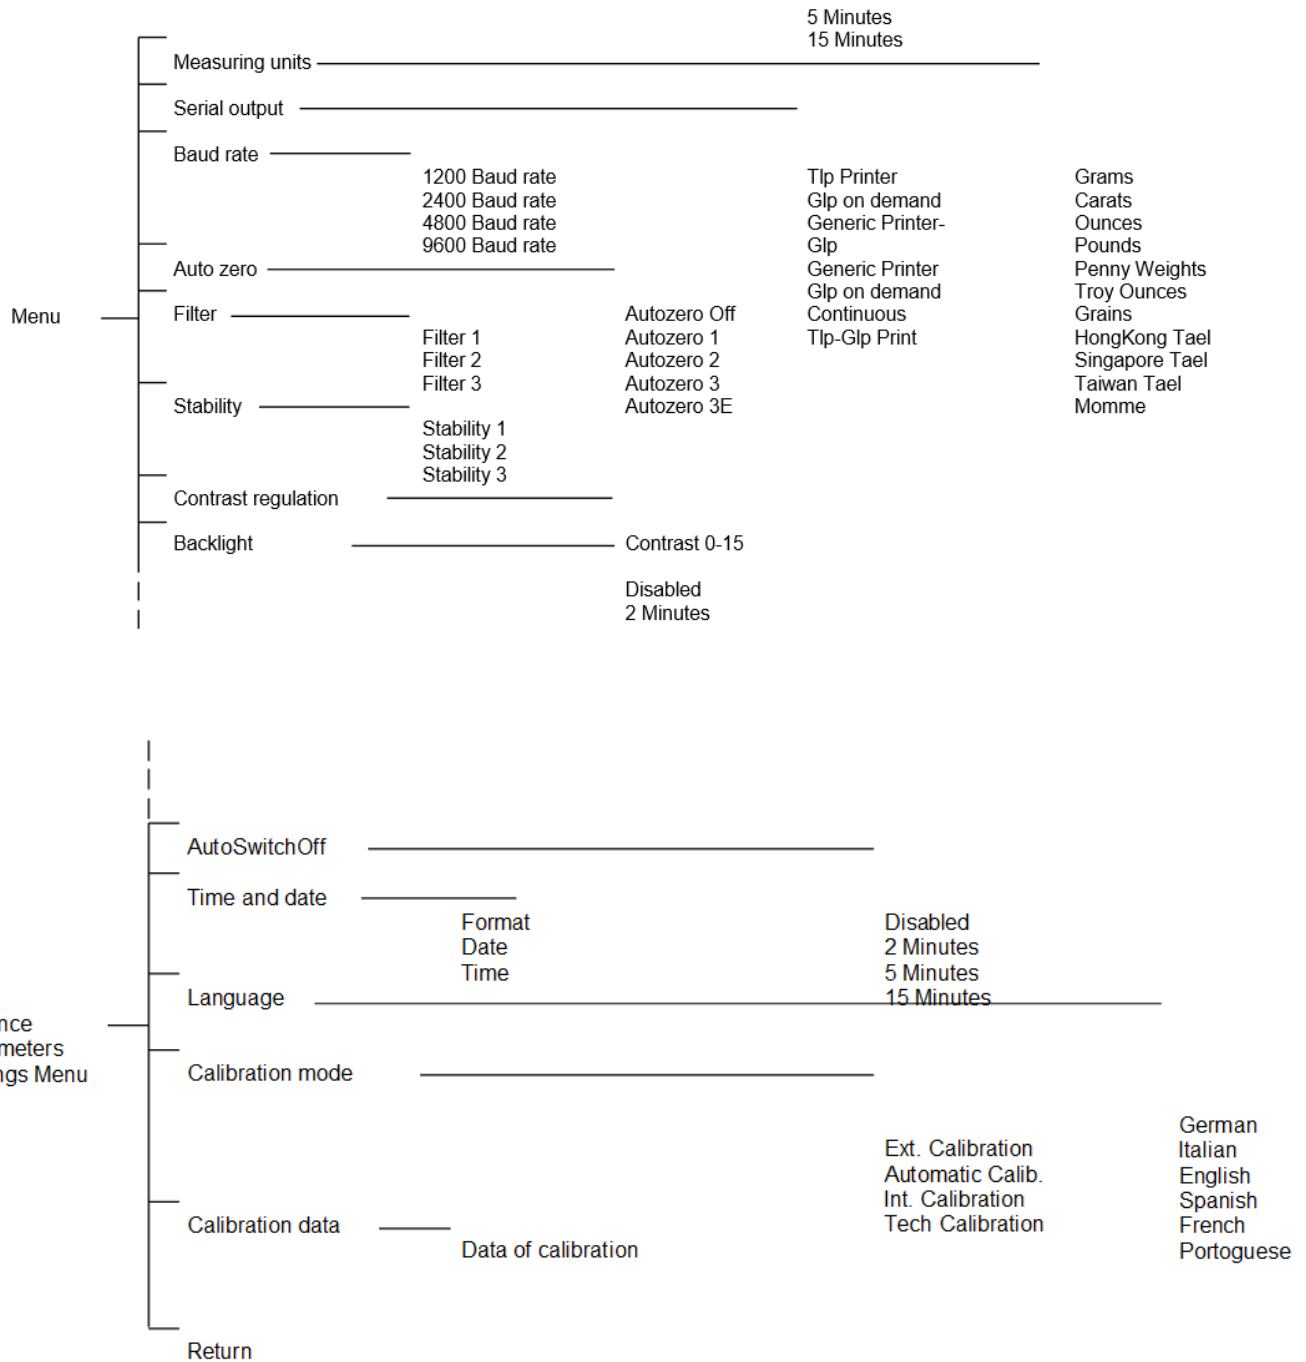 5 Minutes
15 Minutes
Measuring units
Serial output
Baud rate
1200 Baud rate
2400 Baud rate
4800 Baud rate
9600 Baud rate
Tlp Printer
Glp on demand
Generic Printer-
Glp
Generic Printer
Glp on demand
Continuous
Tlp-Glp Print
Grams
Carats
Ounces
Pounds
Penny Weights
Troy Ounces
Grains
HongKong Tael
Singapore Tael
Taiwan Tael
Momme
Auto zero
Menu
Filter
Filter 1
Filter 2
Filter 3
Autozero Off
Autozero 1
Autozero 2
Autozero 3
Autozero 3E
Stability
Stability 1
Stability 2
Stability 3
Contrast regulation
Backlight
Contrast 0-15
Disabled
2 Minutes
AutoSwitchOff
Time and date
Format
Date
Time
Disabled
2 Minutes
5 Minutes
15 Minutes
Language
nce
meters
ngs Menu
Calibration mode
Ext. Calibration
Automatic Calib.
Int. Calibration
Tech Calibration
German
Italian
English
Spanish
French
Portoguese
Calibration data
Data of calibration
Return